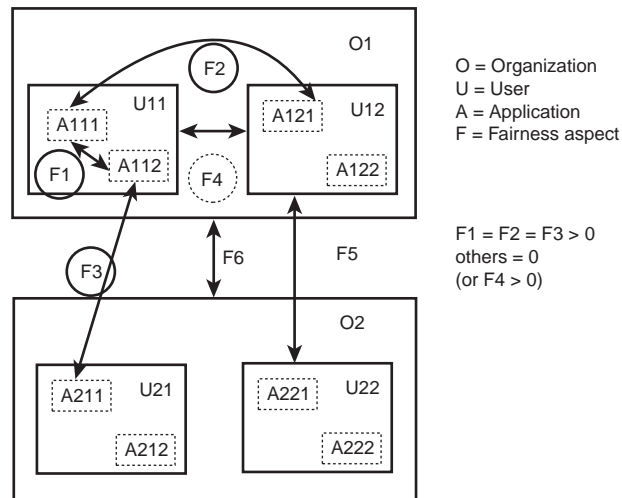 O1
F2
U11
U12
A111
A121
A112
A122
F1
F4
F3
F6
F5
O2
U21
U22
A211
A221
A212
A222
O = Organization
U = User
A = Application
F = Fairness aspect
F1 = F2 = F3 > 0
others = 0
(or F4 > 0)